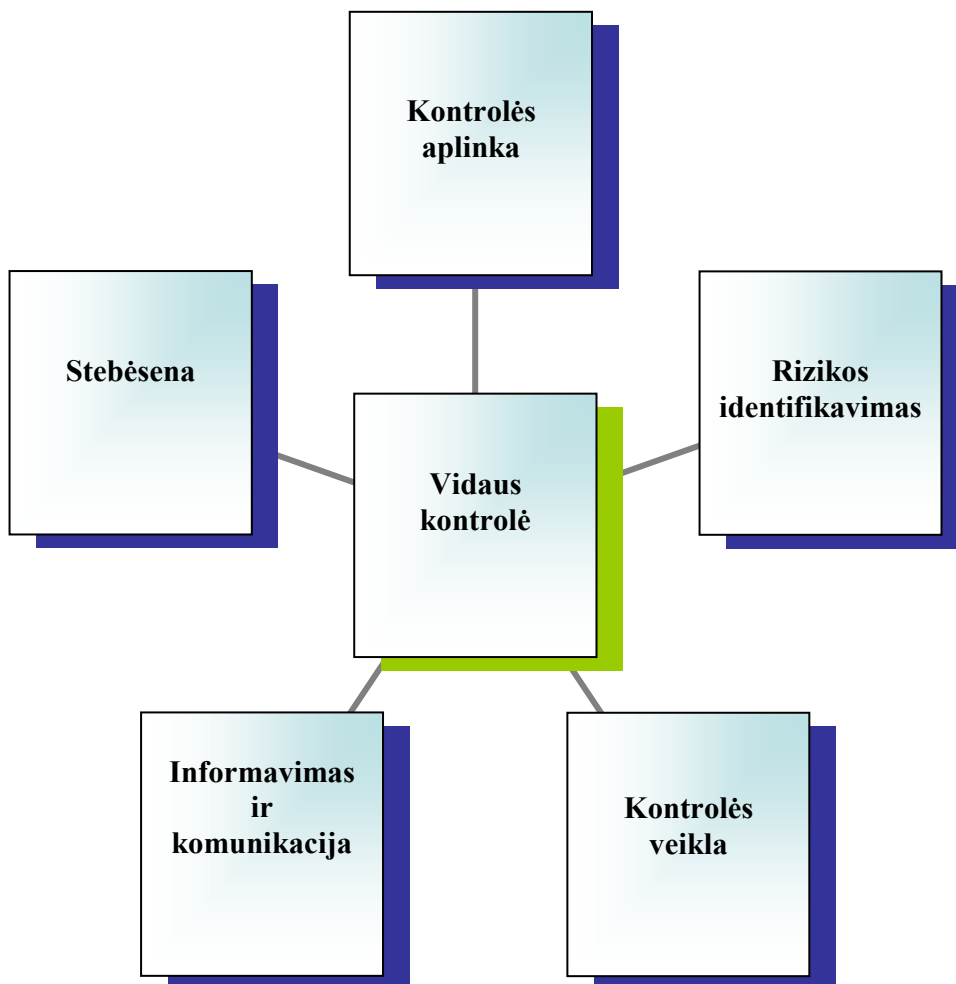 Kontrolės
aplinka
Stebėsena
Rizikos
identifikavimas
Vidaus
kontrolė
Informavimas
ir
komunikacija
Kontrolės
veikla